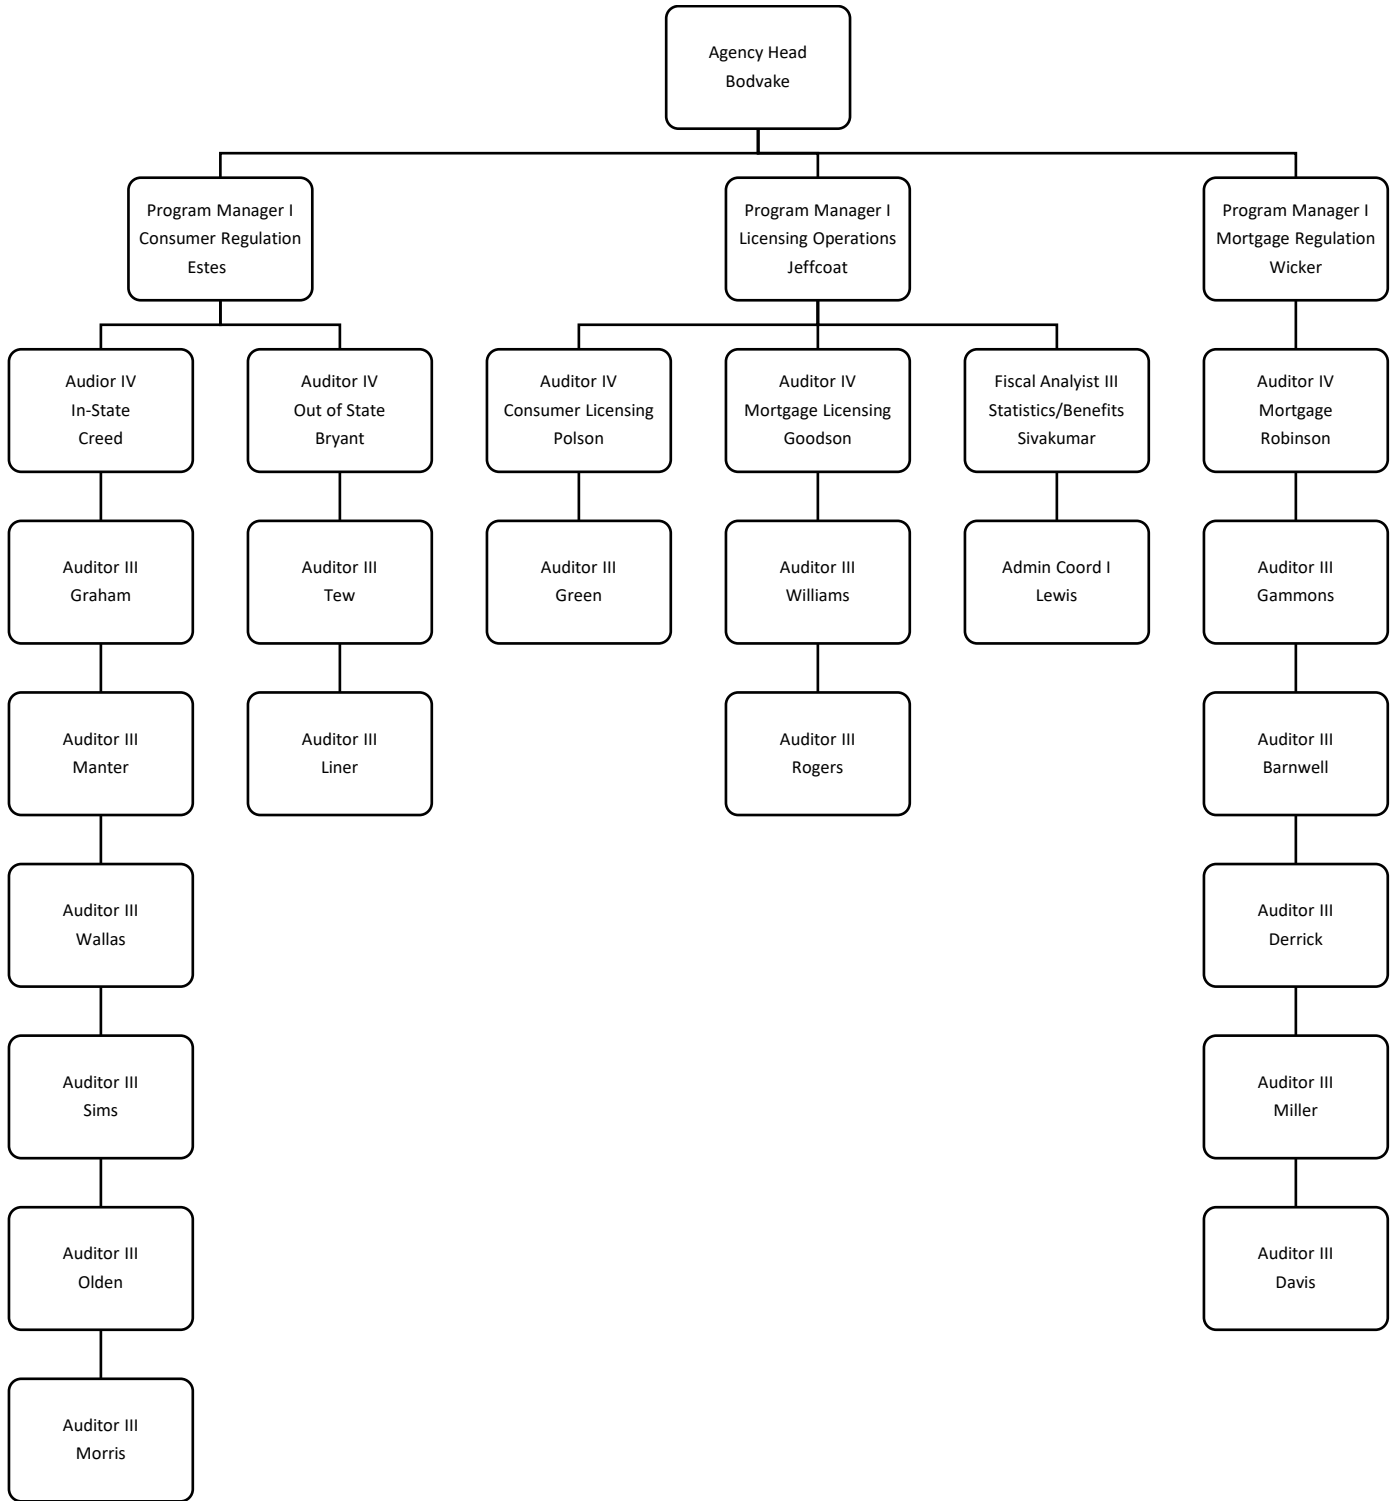 Agency Head
Bodvake
Program Manager I
Consumer Regulation
Estes
Program Manager I
Licensing Operations
Jeffcoat
Program Manager I
Mortgage Regulation
Wicker
Audior IV
In-State
Creed
Auditor IV
Out of State
Bryant
Auditor IV
Consumer Licensing
Polson
Auditor IV
Mortgage Licensing
Goodson
Fiscal Analyist III
Statistics/Benefits
Sivakumar
Auditor IV
Mortgage
Robinson
Auditor III
Graham
Auditor III
Tew
Auditor III
Green
Auditor III
Williams
Admin Coord I
Lewis
Auditor III
Gammons
Auditor III
Manter
Auditor III
Liner
Auditor III
Rogers
Auditor III
Barnwell
Auditor III
Wallas
Auditor III
Derrick
Auditor III
Sims
Auditor III
Miller
Auditor III
Olden
Auditor III
Davis
Auditor III
Morris